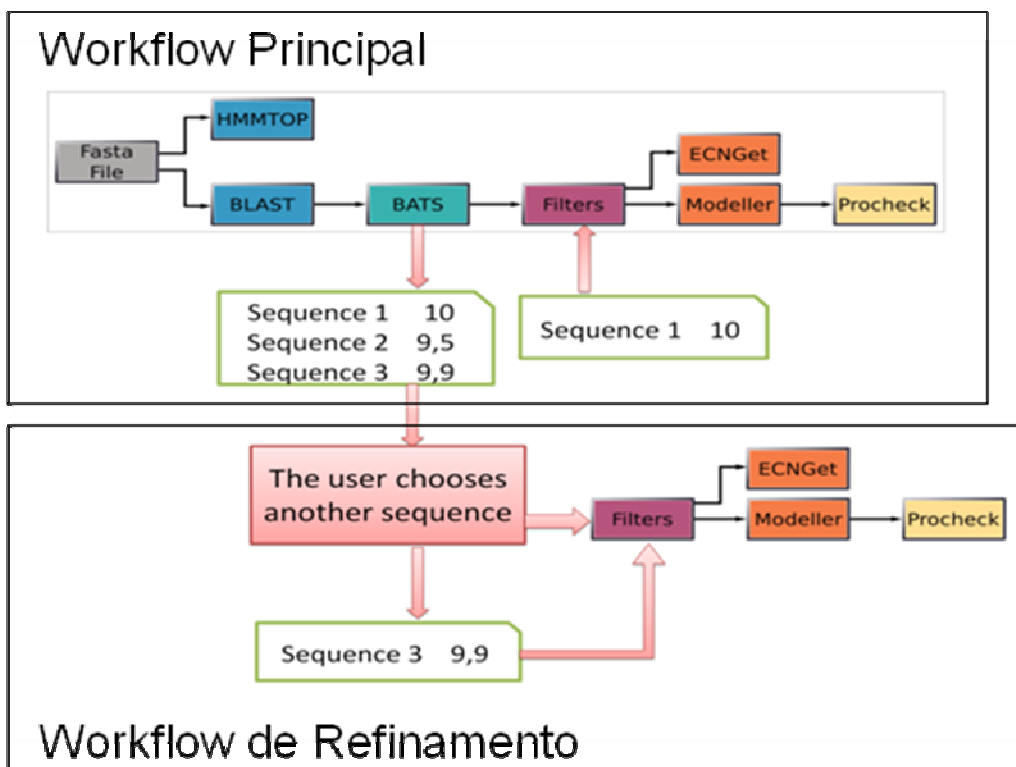 Workflow Principal
HMMTOP
Fasta
File
ECNGet
BLAST
BATS
Filters
Modeller
Procheck
Sequence 1 10
Sequence 2 9,5
Sequence 3 9,9
Sequence 1 10
The user chooses
another sequence
ECNGet
Filters
Modeller
Procheck
Sequence 3 9,9
Workflow de Refinamento